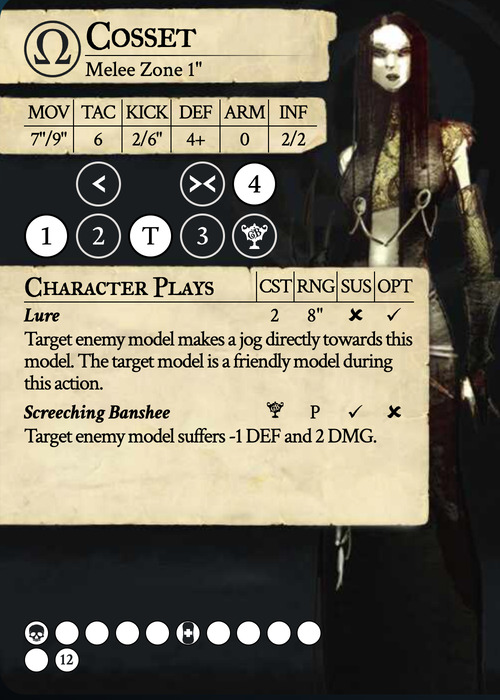 Ω COSSET
Melee Zone 1"
MOV TAC KICK DEF ARM INF
7"/9" 6 2/6" 4+ 0 2/2
< >< 4
1 2 T 3
CHARACTER PLAYS CST RNG SUS OPT
Lure 2 8" ✘ ✓
Target enemy model makes a jog directly towards this
model. The target model is a friendly model during
this action.
Screeching Banshee P ✓ ✘
Target enemy model suffers -1 DEF and 2 DMG.
12